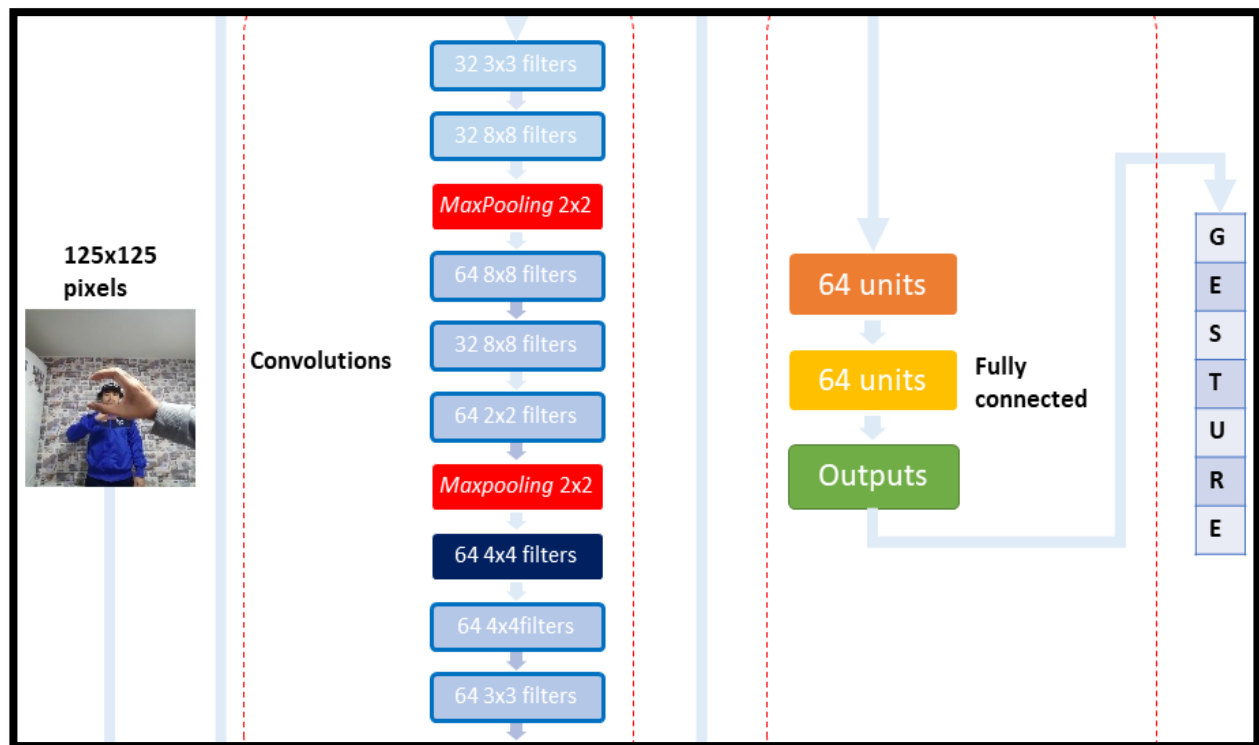 125x125
pixels
Convolutions
32 3x3 filters
32 8x8 filters
MaxPooling 2x2
64 8x8 filters
32 8x8 filters
64 2x2 filters
Maxpooling 2x2
64 4x4 filters
64 4x4filters
64 3x3 filters
64 units
64 units
Outputs
Fully
connected
G
E
S
T
U
R
E